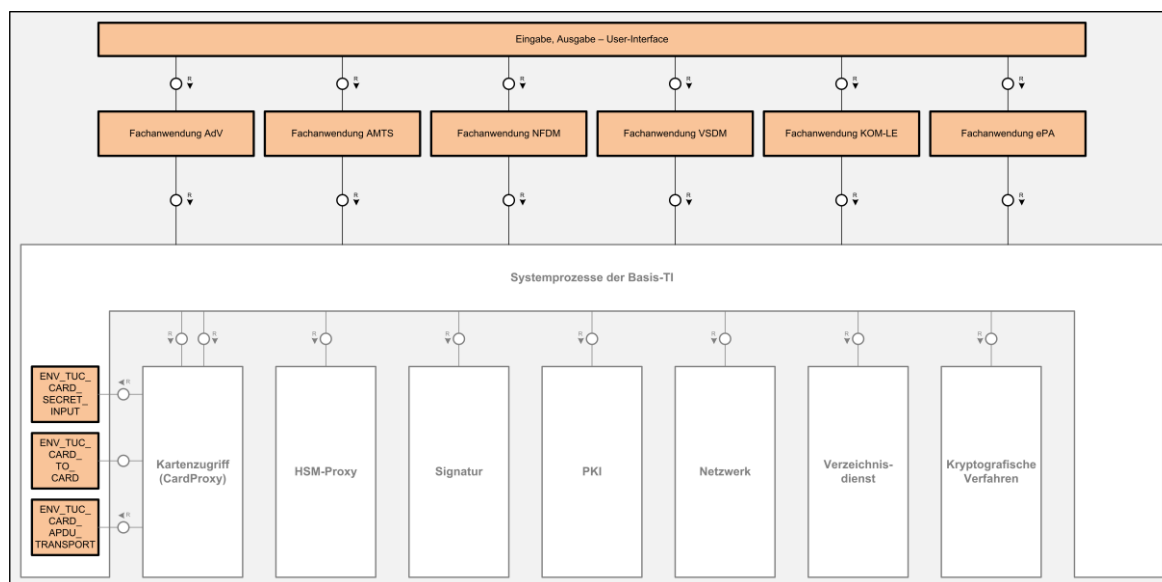 Eingabe, Ausgabe – User-Interface
R
R
R
R
R
R
Fachanwendung AdV
Fachanwendung AMTS
Fachanwendung NFDM
Fachanwendung VSDM
Fachanwendung KOM-LE
Fachanwendung ePA
R
R
R
R
R
R
Systemprozesse der Basis-TI
R
R
R
R
R
R
R
R
ENV_TUC_
CARD_
SECRET_
INPUT
R
ENV_TUC_
CARD_
TO_
CARD
ENV_TUC_
CARD_
APDU_
TRANSPORT
R
Kartenzugriff
(CardProxy)
HSM-Proxy
Signatur
PKI
Netzwerk
Verzeichnis-
dienst
Kryptografische
Verfahren